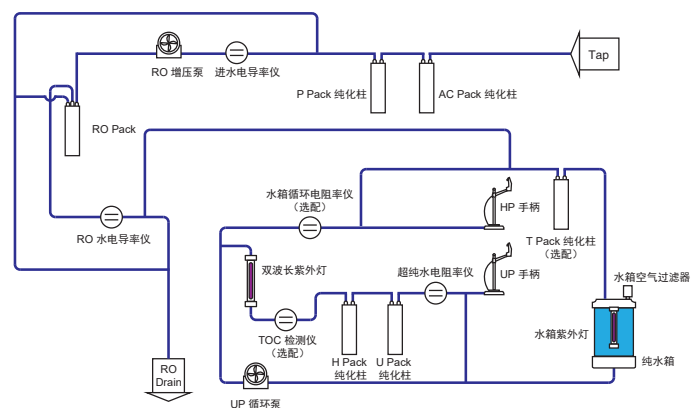 Tap
RO 增压泵
进水电导率仪
P Pack 纯化柱
AC Pack 纯化柱
RO Pack
水箱循环电阻率仪
（选配）
HP 手柄
T Pack 纯化柱
（选配）
RO 水电导率仪
双波长紫外灯
超纯水电阻率仪
UP 手柄
水箱空气过滤器
水箱紫外灯
TOC 检测仪
（选配）
H Pack
纯化柱
U Pack
纯化柱
纯水箱
RO
Drain
UP 循环泵